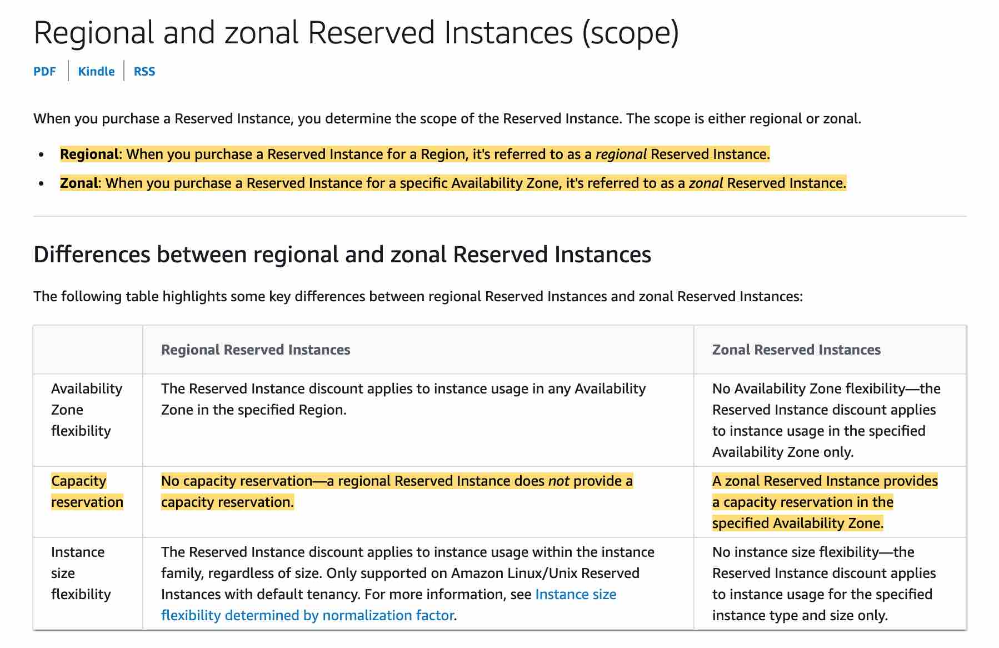 Regional and zonal Reserved Instances (scope)
PDF | Kindle | RSS
When you purchase a Reserved Instance, you determine the scope of the Reserved Instance. The scope is either regional or zonal.
• Regional: When you purchase a Reserved Instance for a Region, it's referred to as a regional Reserved Instance.
• Zonal: When you purchase a Reserved Instance for a specific Availability Zone, it's referred to as a zonal Reserved Instance.
Differences between regional and zonal Reserved Instances
The following table highlights some key differences between regional Reserved Instances and zonal Reserved Instances:
Regional Reserved Instances
Zonal Reserved Instances
Availability
Zone
flexibility
The Reserved Instance discount applies to instance usage in any Availability
Zone in the specified Region.
No Availability Zone flexibility—the
Reserved Instance discount applies
to instance usage in the specified
Availability Zone only.
Capacity
reservation
No capacity reservation—a regional Reserved Instance does not provide a
capacity reservation.
A zonal Reserved Instance provides
a capacity reservation in the
specified Availability Zone.
Instance
size
flexibility
The Reserved Instance discount applies to instance usage within the instance
family, regardless of size. Only supported on Amazon Linux/Unix Reserved
Instances with default tenancy. For more information, see Instance size
flexibility determined by normalization factor.
No instance size flexibility—the
Reserved Instance discount applies
to instance usage for the specified
instance type and size only.